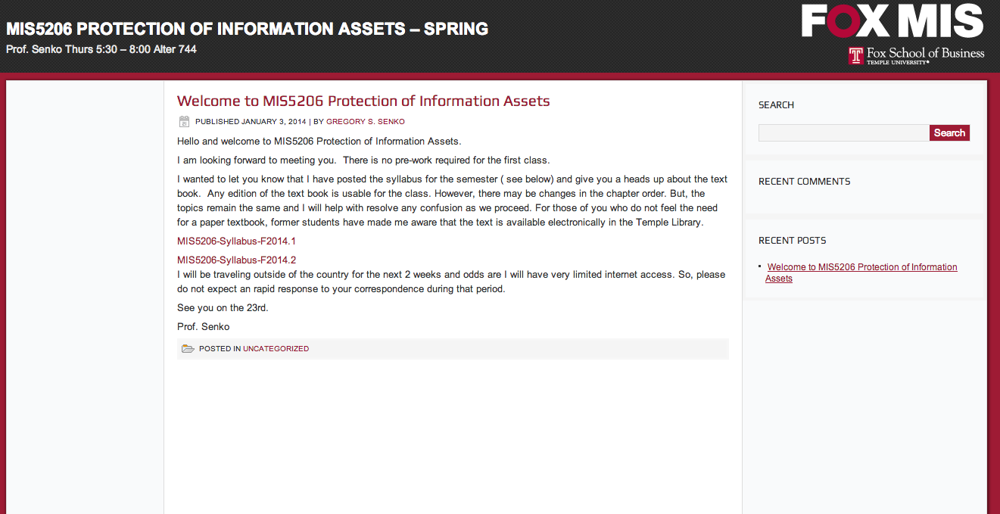 MIS5206 PROTECTION OF INFORMATION ASSETS – SPRING
Prof. Senko Thurs 5:30 – 8:00 Alter 744
FOX MIS
T Fox School of Business
TEMPLE UNIVERSITY®
Welcome to MIS5206 Protection of Information Assets
21 PUBLISHED JANUARY 3, 2014 | BY GREGORY S. SENKO
Hello and welcome to MIS5206 Protection of Information Assets.
I am looking forward to meeting you.  There is no pre-work required for the first class.
I wanted to let you know that I have posted the syllabus for the semester ( see below) and give you a heads up about the text
book.  Any edition of the text book is usable for the class. However, there may be changes in the chapter order. But, the
topics remain the same and I will help with resolve any confusion as we proceed. For those of you who do not feel the need
for a paper textbook, former students have made me aware that the text is available electronically in the Temple Library.
MIS5206-Syllabus-F2014.1
MIS5206-Syllabus-F2014.2
I will be traveling outside of the country for the next 2 weeks and odds are I will have very limited internet access. So, please
do not expect an rapid response to your correspondence during that period.
See you on the 23rd.
Prof. Senko
POSTED IN UNCATEGORIZED
SEARCH
Search
RECENT COMMENTS
RECENT POSTS
Welcome to MIS5206 Protection of Information
Assets